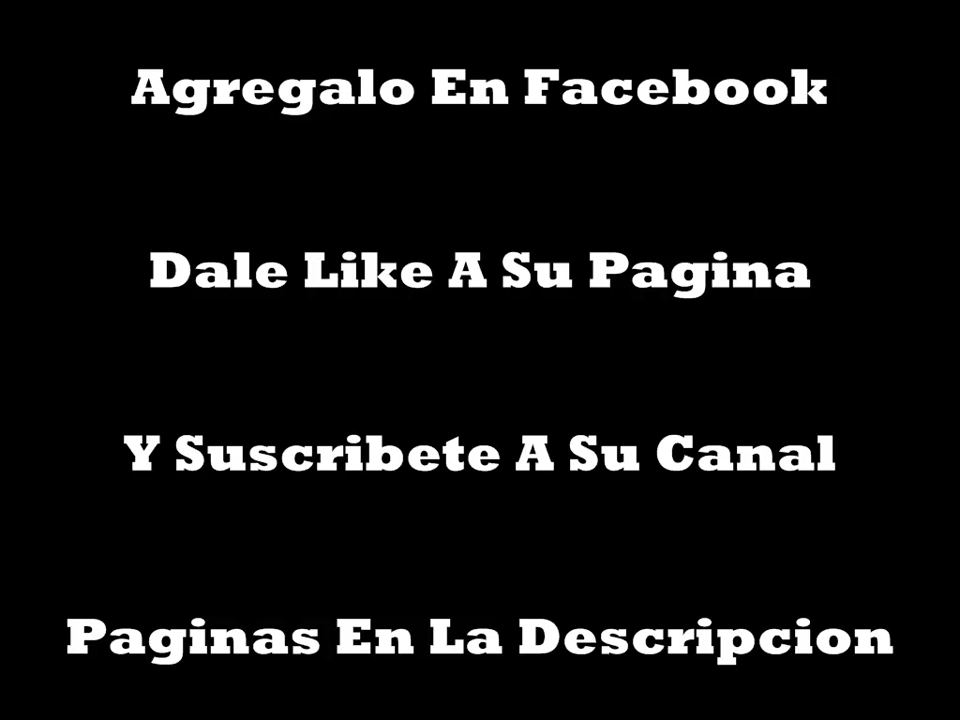 Agregalo En Facebook
Dale Like A Su Pagina
Y Suscribete A Su Canal
Paginas En La Descripcion